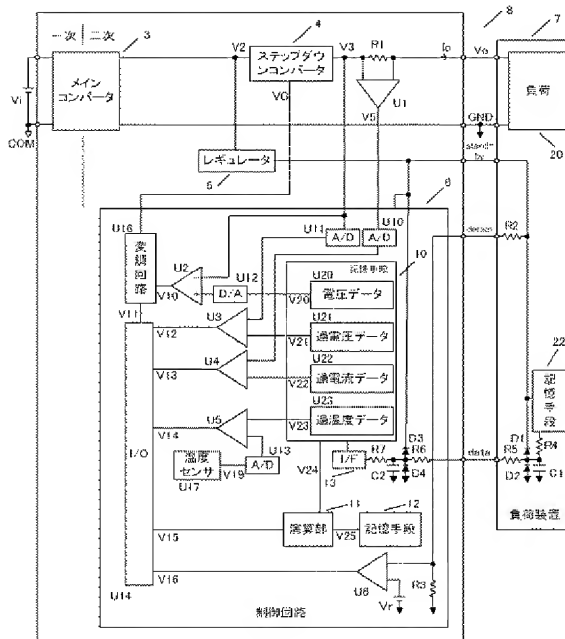 4
8
7
一次 二次
3
V2
ステップダウンコンバータ
V3
R1
Io
Vo
メインコンバータ
負荷
Vi
VG
U1
V5
GND
COM
stand-by
20
レギュレータ
5
6
U16
U11
U10
detect
R2
変調回路
U2
A/D
A/D
10
U12
記憶手段
D/A
U20
V10
V20
電圧データ
V11
U3
U21
V12
V21
過電圧データ
U4
U22
22
V13
V22
過電流データ
記憶手段
U5
U23
V14
V23
過温度データ
D3
D1
R4
I/O
U13
R7
R6
data
R5
温度センサ
A/D
V24
I/F
V19
C2
D4
D2
C1
U17
13
11
12
負荷装置
V15
演算部
V25
記憶手段
V16
U6
R3
Vr
U14
制御回路